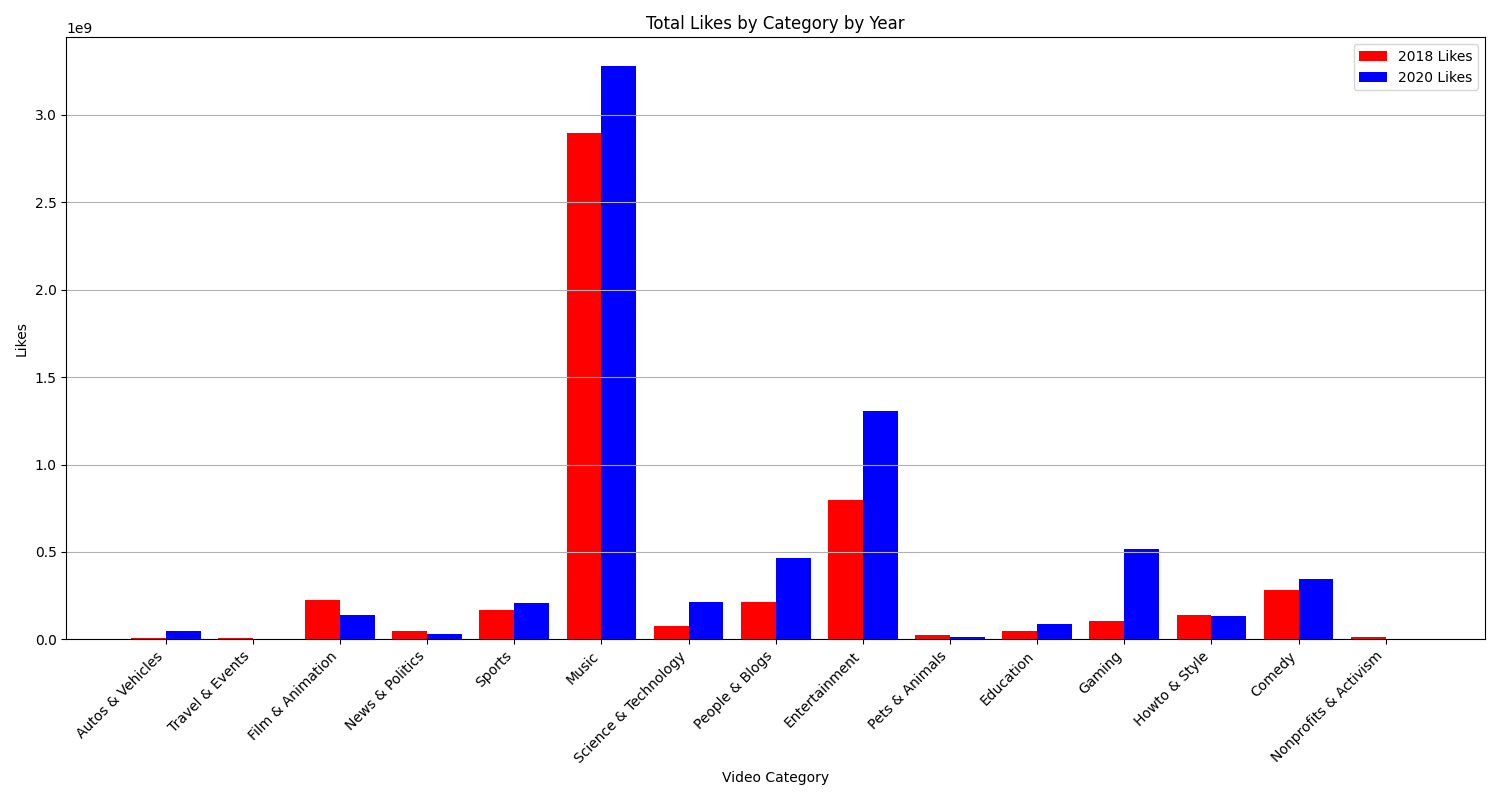 Total Likes by Category by Year
1e9
2018 Likes
2020 Likes
3.0
2.5
2.0
1.5
1.0
0.5
0.0
Likes
Autos & Vehicles
Travel & Events
Film & Animation
News & Politics
Sports
Music
Science & Technology
People & Blogs
Entertainment
Pets & Animals
Education
Gaming
Howto & Style
Comedy
Nonprofits & Activism
Video Category